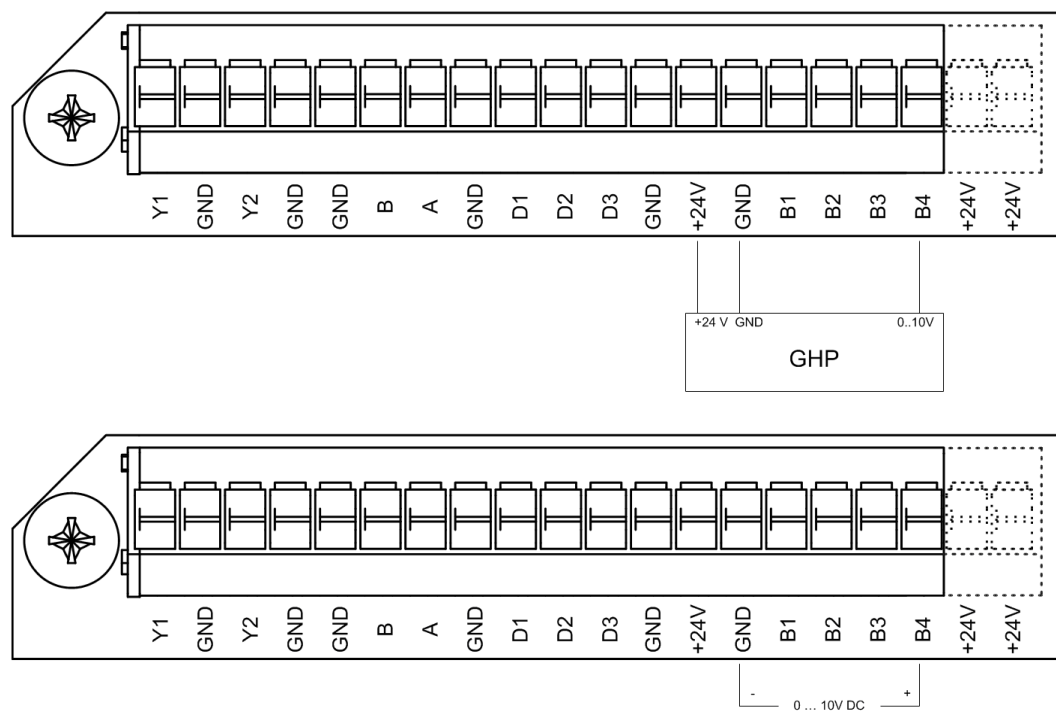 Y1 GND Y2 GND GND B A GND D1 D2 D3 GND +24V GND B1 B2 B3 B4 +24V +24V
+24 V GND 0..10V
GHP
Y1 GND Y2 GND GND B A GND D1 D2 D3 GND +24V GND B1 B2 B3 B4 +24V +24V
- +
0 ... 10V DC